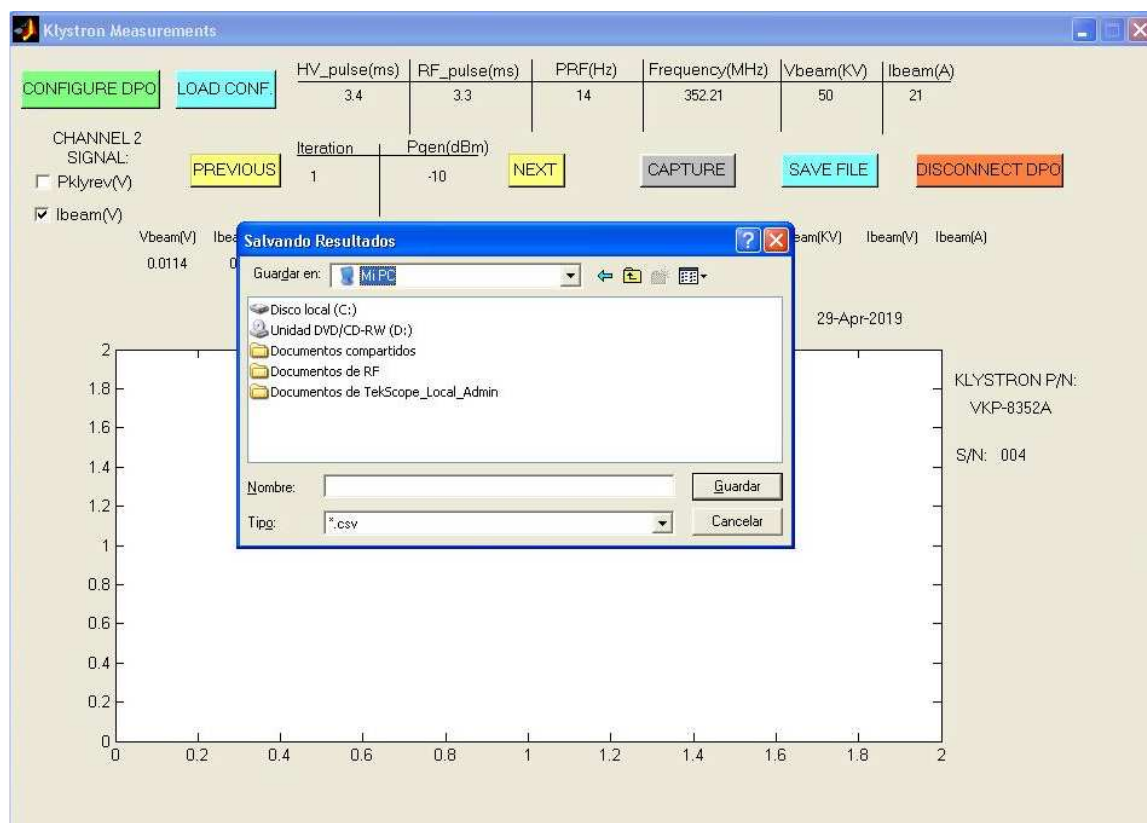 Klystron Measurements
CONFIGURE DPO
LOAD CONF.
HV_pulse(ms) RF_pulse(ms) PRF(Hz) Frequency(MHz) Vbeam(KV) Ibeam(A)
3.4 3.3 14 352.21 50 21
CHANNEL 2
SIGNAL:
Pklyrev(V)
Ibeam(V)
PREVIOUS
Iteration Pgen(dBm)
1 -10
NEXT
CAPTURE
SAVE FILE
DISCONNECT DPO
Vbeam(V) Ibeam(V) Ibeam(A)
0.0114
Salvando Resultados
Guardar en: Mi PC
Disco local (C:)
Unidad DVD/CD-RW (D:)
Documentos compartidos
Documentos de RF
Documentos de TekScope_Local_Admin
Nombre:
Guardar
Tipo: *.csv
Cancelar
29-Apr-2019
KLYSTRON P/N:
VKP-8352A
S/N: 004
2
1.8
1.6
1.4
1.2
1
0.8
0.6
0.4
0.2
0
0 0.2 0.4 0.6 0.8 1 1.2 1.4 1.6 1.8 2